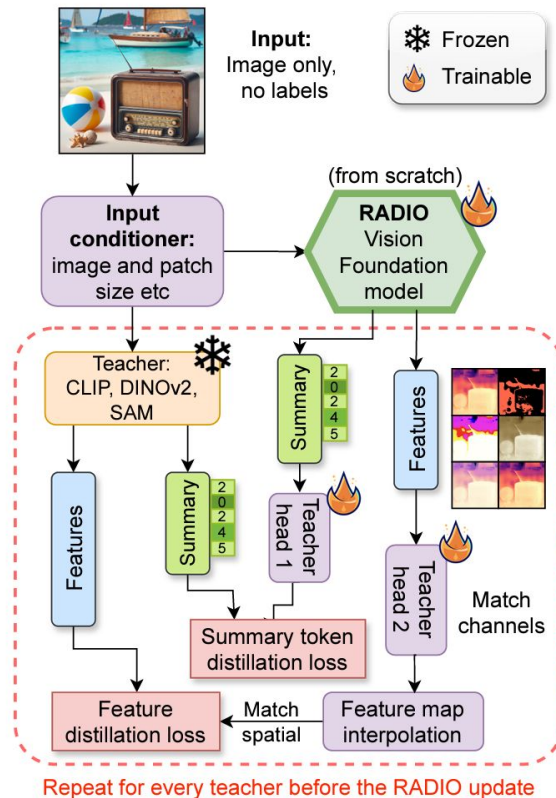 Input:
Image only,
no labels
Frozen
Trainable
(from scratch)
Input
conditioner:
image and patch
size etc
RADIO
Vision
Foundation
model
Teacher:
CLIP, DINOv2,
SAM
Summary
2
0
2
4
5
Features
Features
Summary
2
0
2
4
5
Teacher
head 1
Teacher
head 2
Match
channels
Summary token
distillation loss
Feature
distillation loss
Match
spatial
Feature map
interpolation
Repeat for every teacher before the RADIO update